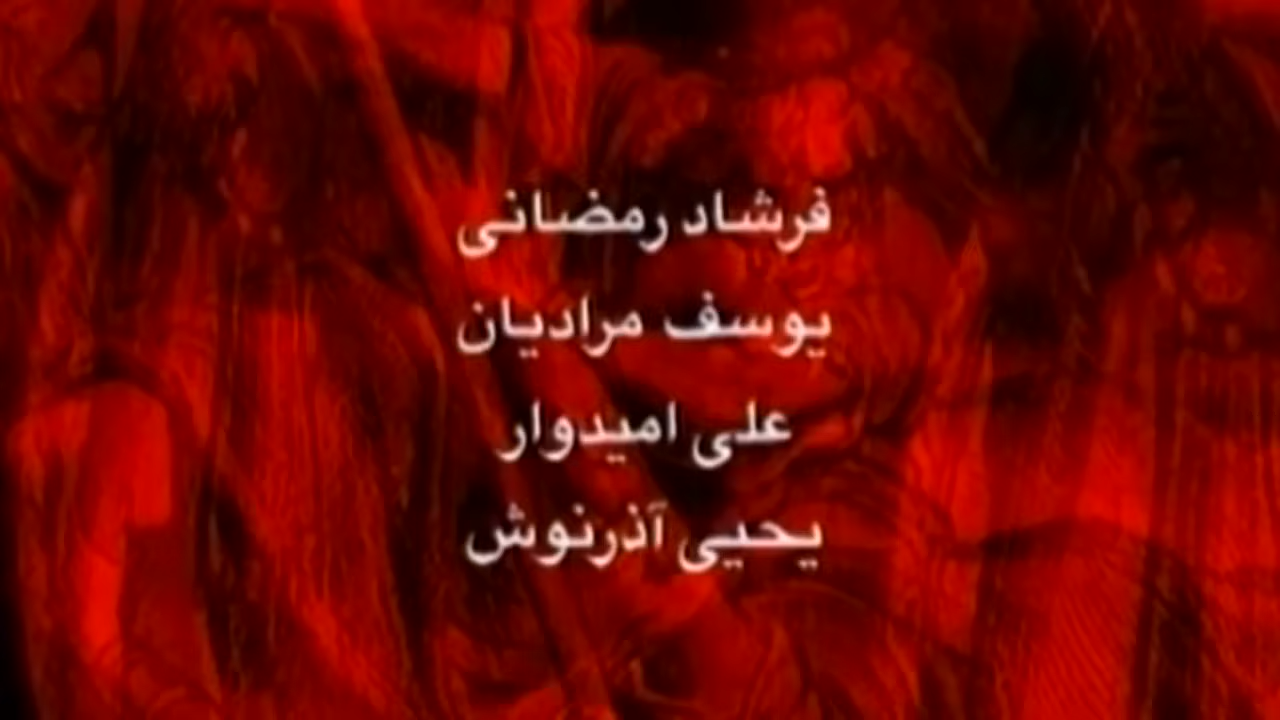 فرشاد رمضانی
یوسف مرادیان
علی امیدوار
یحیی آذرنوش